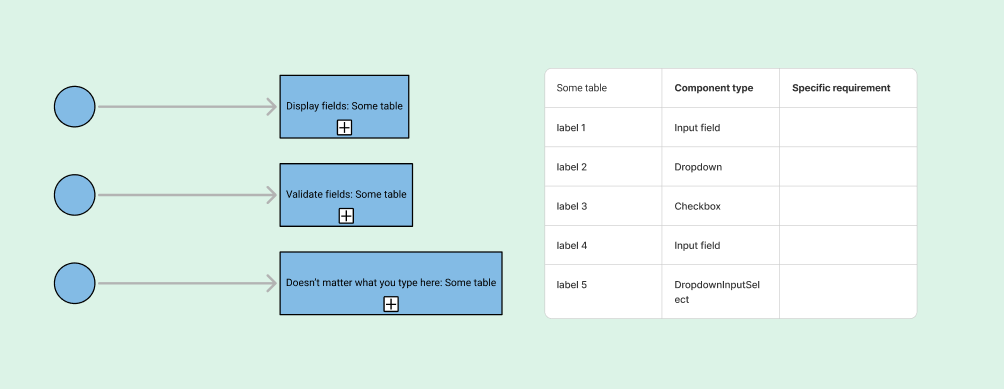 Display fields: Some table
Validate fields: Some table
Doesn't matter what you type here: Some table
Some table Component type Specific requirement
label 1 Input field
label 2 Dropdown
label 3 Checkbox
label 4 Input field
label 5 DropdownInputSel
ect